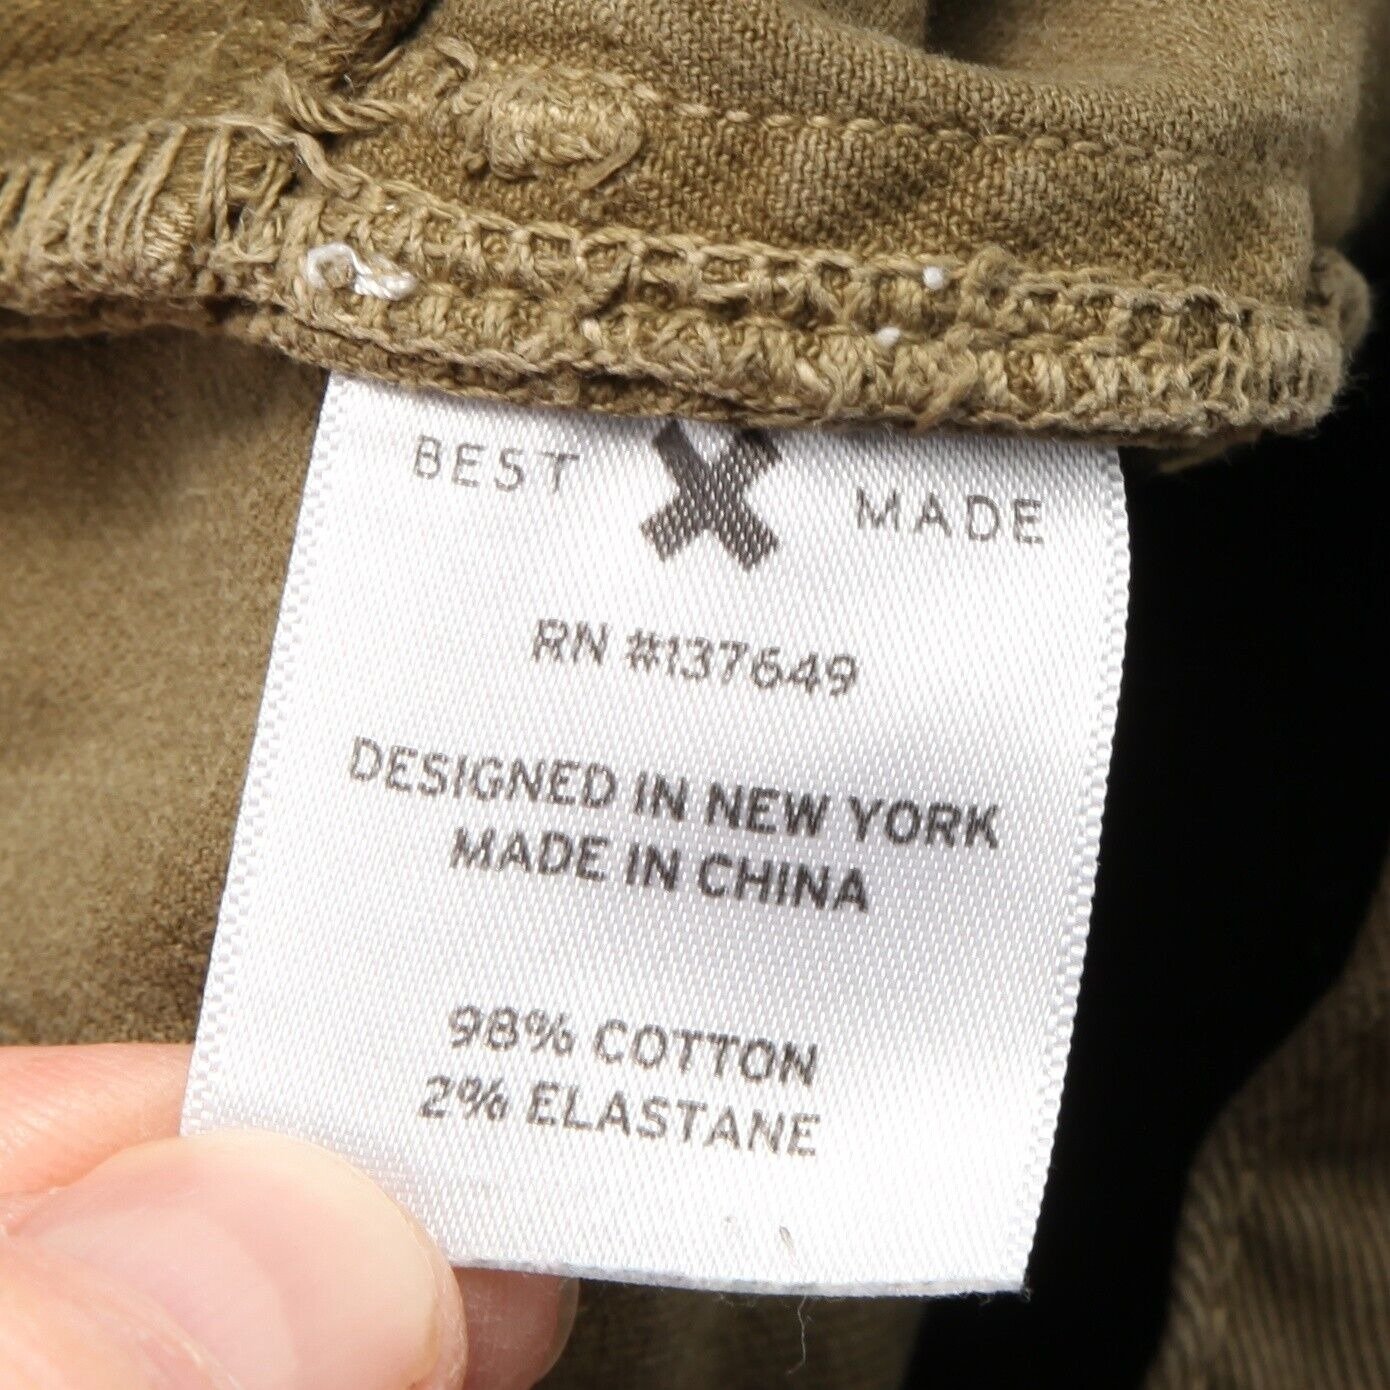 BEST MADE
RN #137649
DESIGNED IN NEW YORK
MADE IN CHINA
98% COTTON
2% ELASTANE